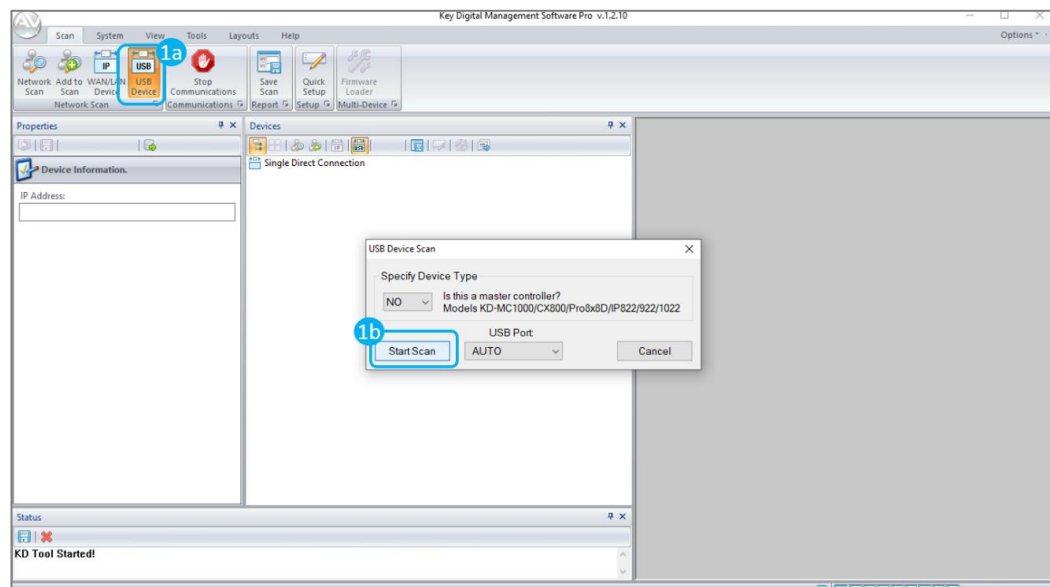 Key Digital Management Software Pro v.1.2.10
AV
Scan System View Tools Layouts Help
Options
1a
Network Scan
Add to Scan
IP
WAN/LAN Device
USB
USB Device
Stop Communications
Save Scan
Quick Setup
Firmware Loader
Network Scan
Communications
Report
Setup
Multi-Device
Properties
Devices
Device Information.
Single Direct Connection
IP Address:
USB Device Scan
Specify Device Type
NO
Is this a master controller?
Models KD-MC1000/CX800/Pro8x8D/IP822/922/1022
1b
USB Port
Start Scan
AUTO
Cancel
Status
KD Tool Started!